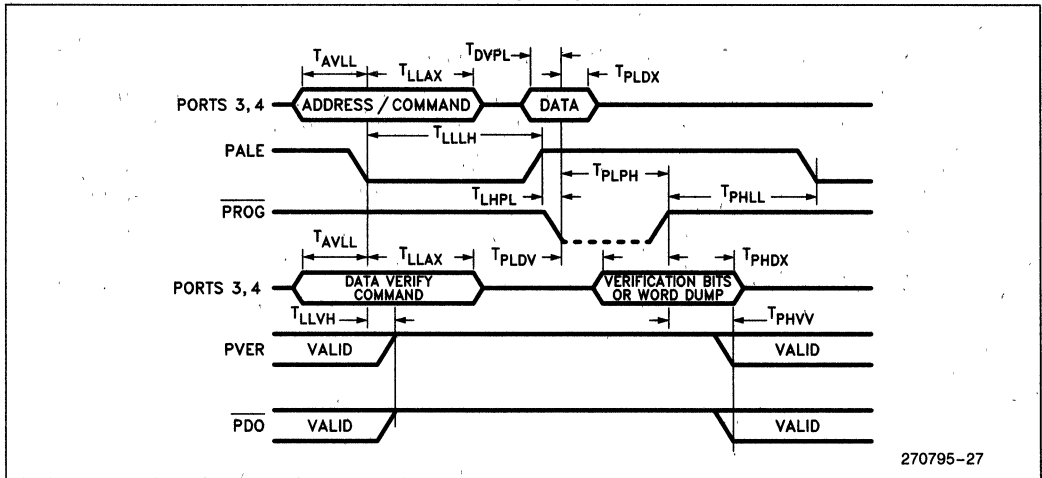 TDVPL
TAVLL TLLAX TPLDX
PORTS 3, 4 ADDRESS / COMMAND DATA
TLLLH
PALE
TPLPH
TLHPL TPHLL
PROG
TAVLL TLLAX TPLDV TPHDX
PORTS 3, 4 DATA VERIFY COMMAND VERIFICATION BITS OR WORD DUMP
TLLVH TPHVV
PVER VALID VALID
PDO VALID VALID
270795-27